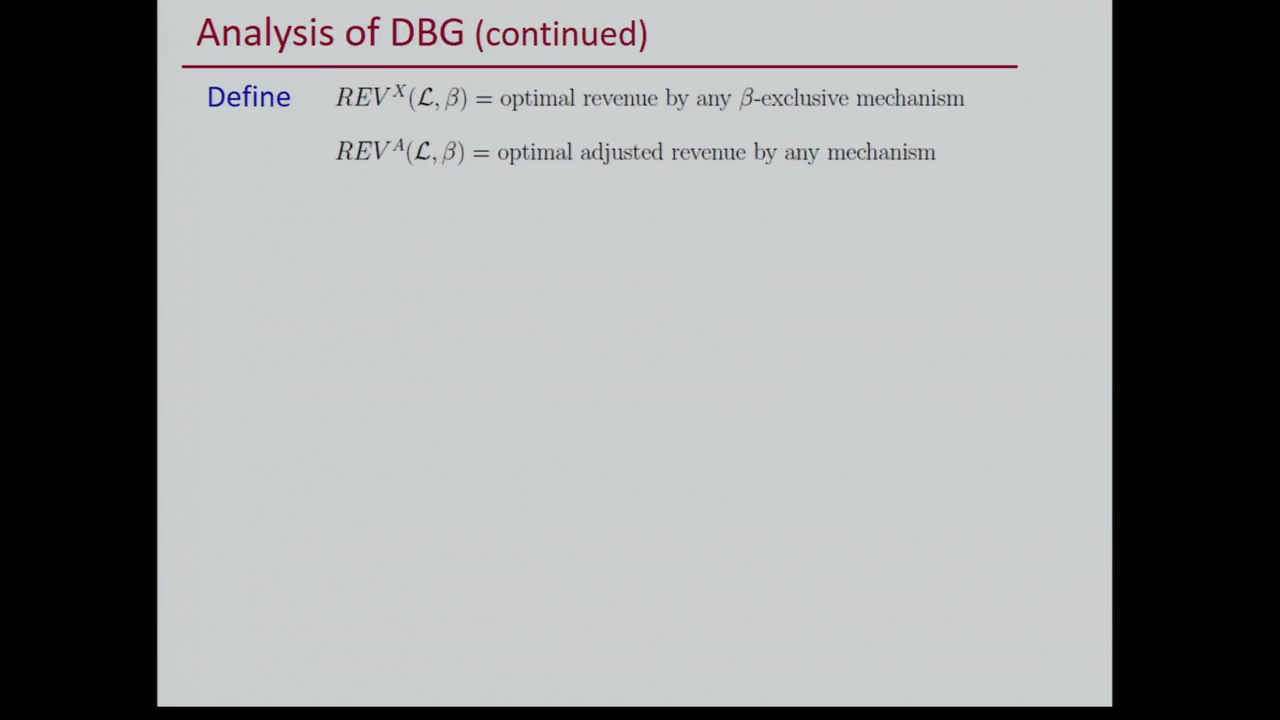 Analysis of DBG (continued)
Define REV^X(ℒ, β) = optimal revenue by any β-exclusive mechanism
REV^A(ℒ, β) = optimal adjusted revenue by any mechanism